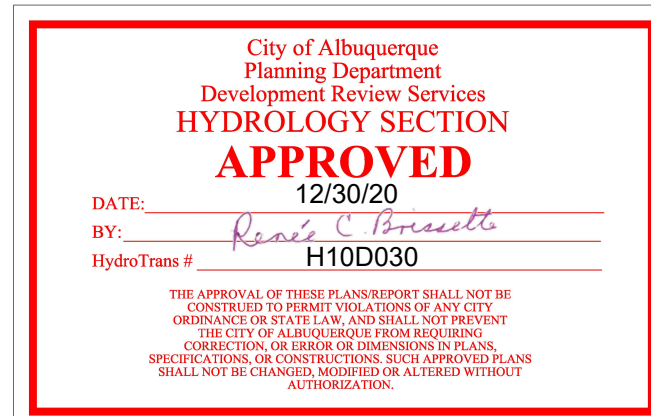 City of Albuquerque
Planning Department
Development Review Services
HYDROLOGY SECTION
APPROVED
DATE: 12/30/20
BY: Renée C. Brissette
HydroTrans # H10D030
THE APPROVAL OF THESE PLANS/REPORT SHALL NOT BE
CONSTRUED TO PERMIT VIOLATIONS OF ANY CITY
ORDINANCE OR STATE LAW, AND SHALL NOT PREVENT
THE CITY OF ALBUQUERQUE FROM REQUIRING
CORRECTION, OR ERROR OR DIMENSIONS IN PLANS,
SPECIFICATIONS, OR CONSTRUCTIONS. SUCH APPROVED PLANS
SHALL NOT BE CHANGED, MODIFIED OR ALTERED WITHOUT
AUTHORIZATION.